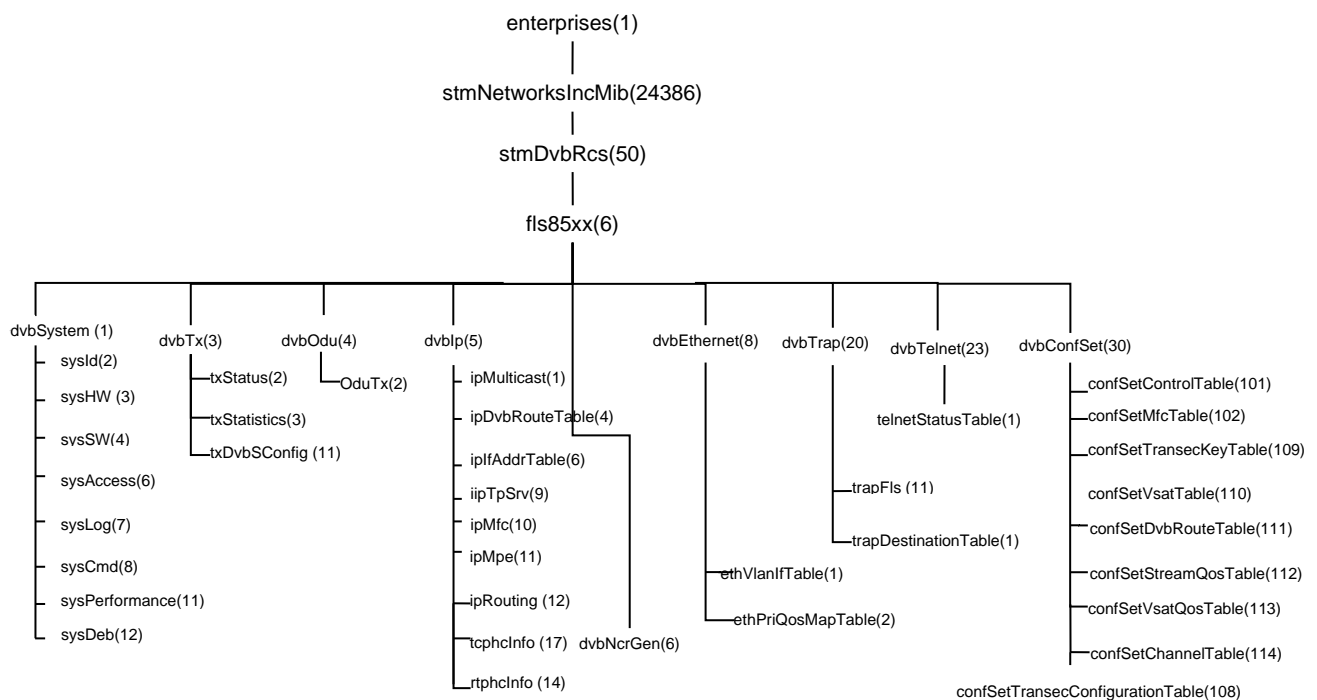 enterprises(1)
stmNetworksIncMib(24386)
stmDvbRcs(50)
fls85xx(6)
dvbSystem (1)
sysId(2)
sysHW (3)
sysSW(4)
sysAccess(6)
sysLog(7)
sysCmd(8)
sysPerformance(11)
sysDeb(12)
dvbTx(3)
txStatus(2)
txStatistics(3)
txDvbSConfig (11)
dvbOdu(4)
OduTx(2)
dvbIp(5)
ipMulticast(1)
ipDvbRouteTable(4)
ipIfAddrTable(6)
iipTpSrv(9)
ipMfc(10)
ipMpe(11)
ipRouting (12)
tcphcInfo (17)
rtphcInfo (14)
dvbNcrGen(6)
dvbEthernet(8)
ethVlanIfTable(1)
ethPriQosMapTable(2)
dvbTrap(20)
trapFls (11)
trapDestinationTable(1)
dvbTelnet(23)
telnetStatusTable(1)
dvbConfSet(30)
confSetControlTable(101)
confSetMfcTable(102)
confSetTransecKeyTable(109)
confSetVsatTable(110)
confSetDvbRouteTable(111)
confSetStreamQosTable(112)
confSetVsatQosTable(113)
confSetChannelTable(114)
confSetTransecConfigurationTable(108)